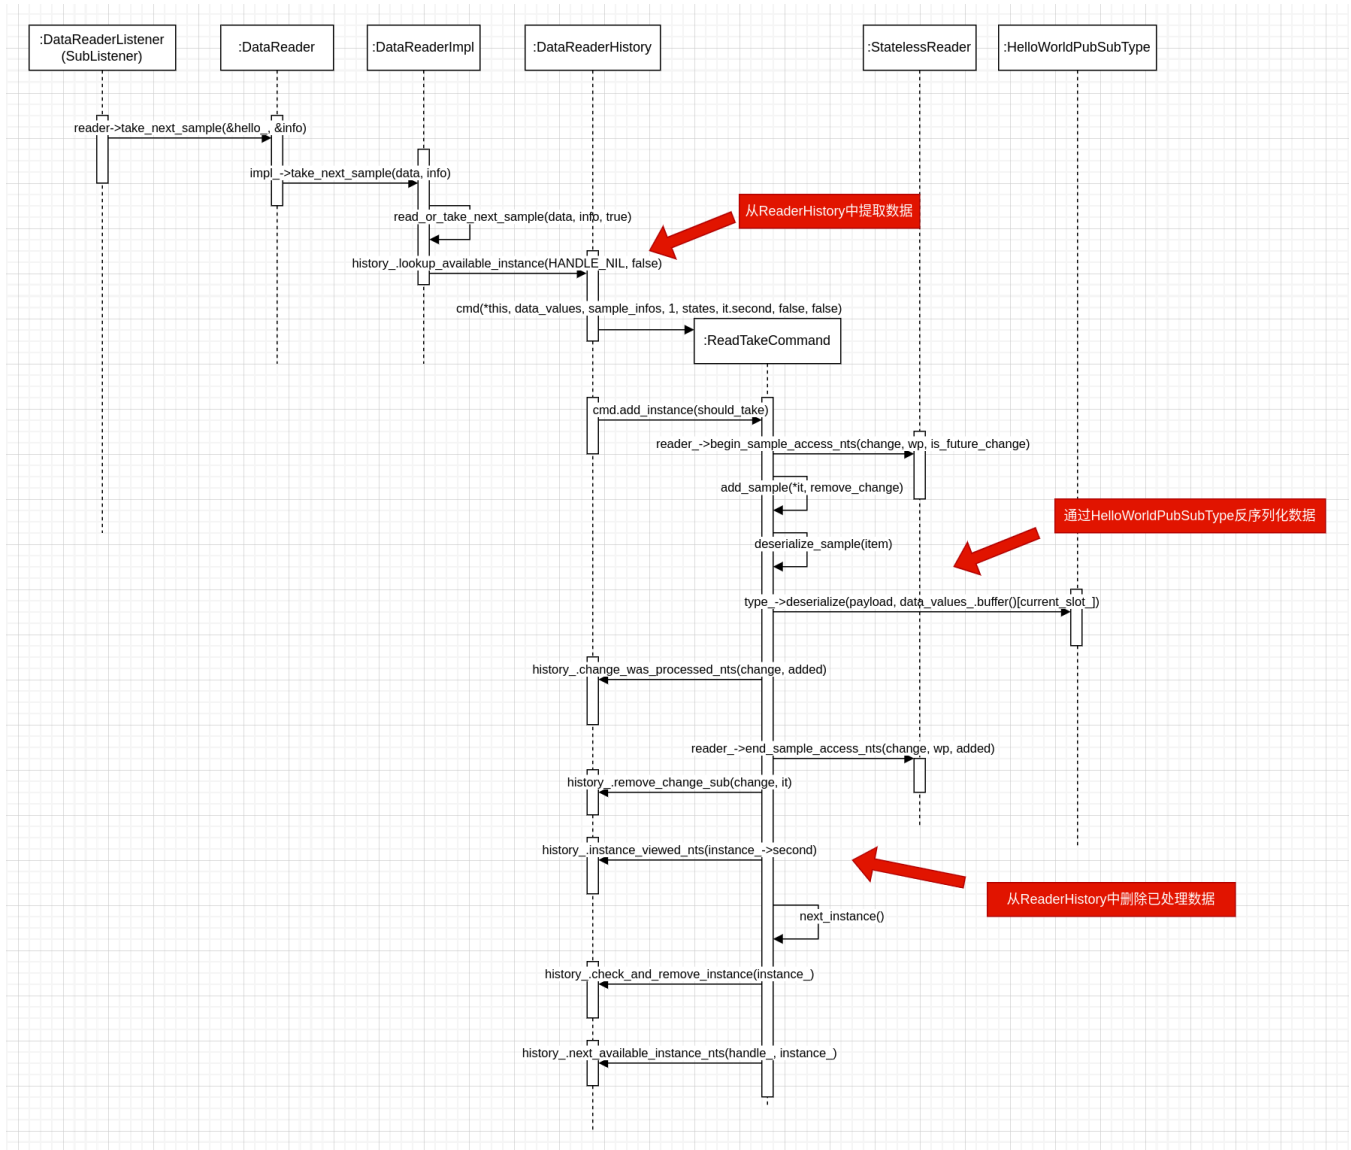 :DataReaderListener
(SubListener)
:DataReader
:DataReaderImpl
:DataReaderHistory
:StatelessReader
:HelloWorldPubSubType
reader->take_next_sample(&hello_, &info)
impl_->take_next_sample(data, info)
从ReaderHistory中提取数据
read_or_take_next_sample(data, info, true)
history_.lookup_available_instance(HANDLE_NIL, false)
cmd(*this, data_values, sample_infos, 1, states, it.second, false, false)
:ReadTakeCommand
cmd.add_instance(should_take)
reader_->begin_sample_access_nts(change, wp, is_future_change)
add_sample(*it, remove_change)
通过HelloWorldPubSubType反序列化数据
deserialize_sample(item)
type_->deserialize(payload, data_values_.buffer()[current_slot_])
history_.change_was_processed_nts(change, added)
reader_->end_sample_access_nts(change, wp, added)
history_.remove_change_sub(change, it)
history_.instance_viewed_nts(instance_->second)
从ReaderHistory中删除已处理数据
next_instance()
history_.check_and_remove_instance(instance_)
history_.next_available_instance_nts(handle_, instance_)